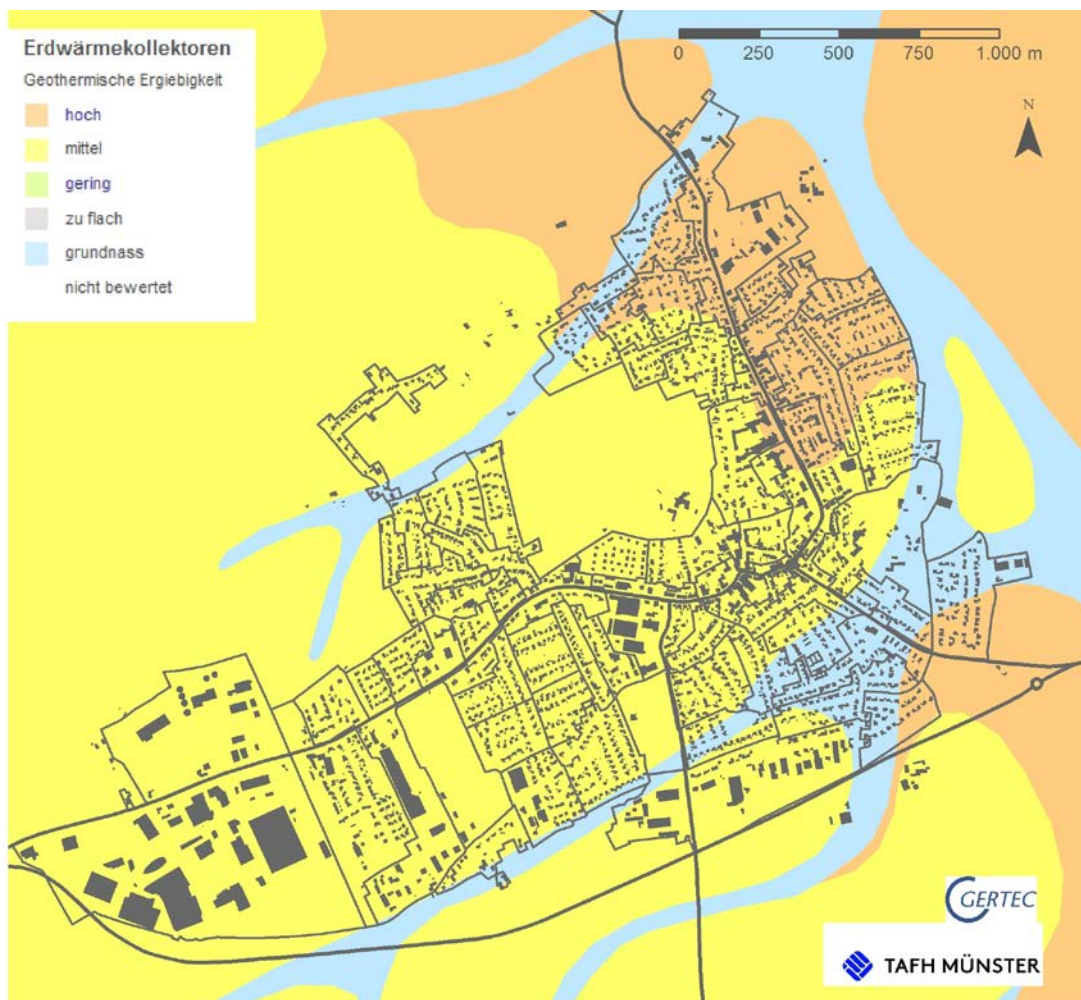 Erdwärmekollektoren
Geothermische Ergiebigkeit
hoch
mittel
gering
zu flach
grundnass
nicht bewertet
0 250 500 750 1.000 m
N
GERTEC
TAFH MÜNSTER